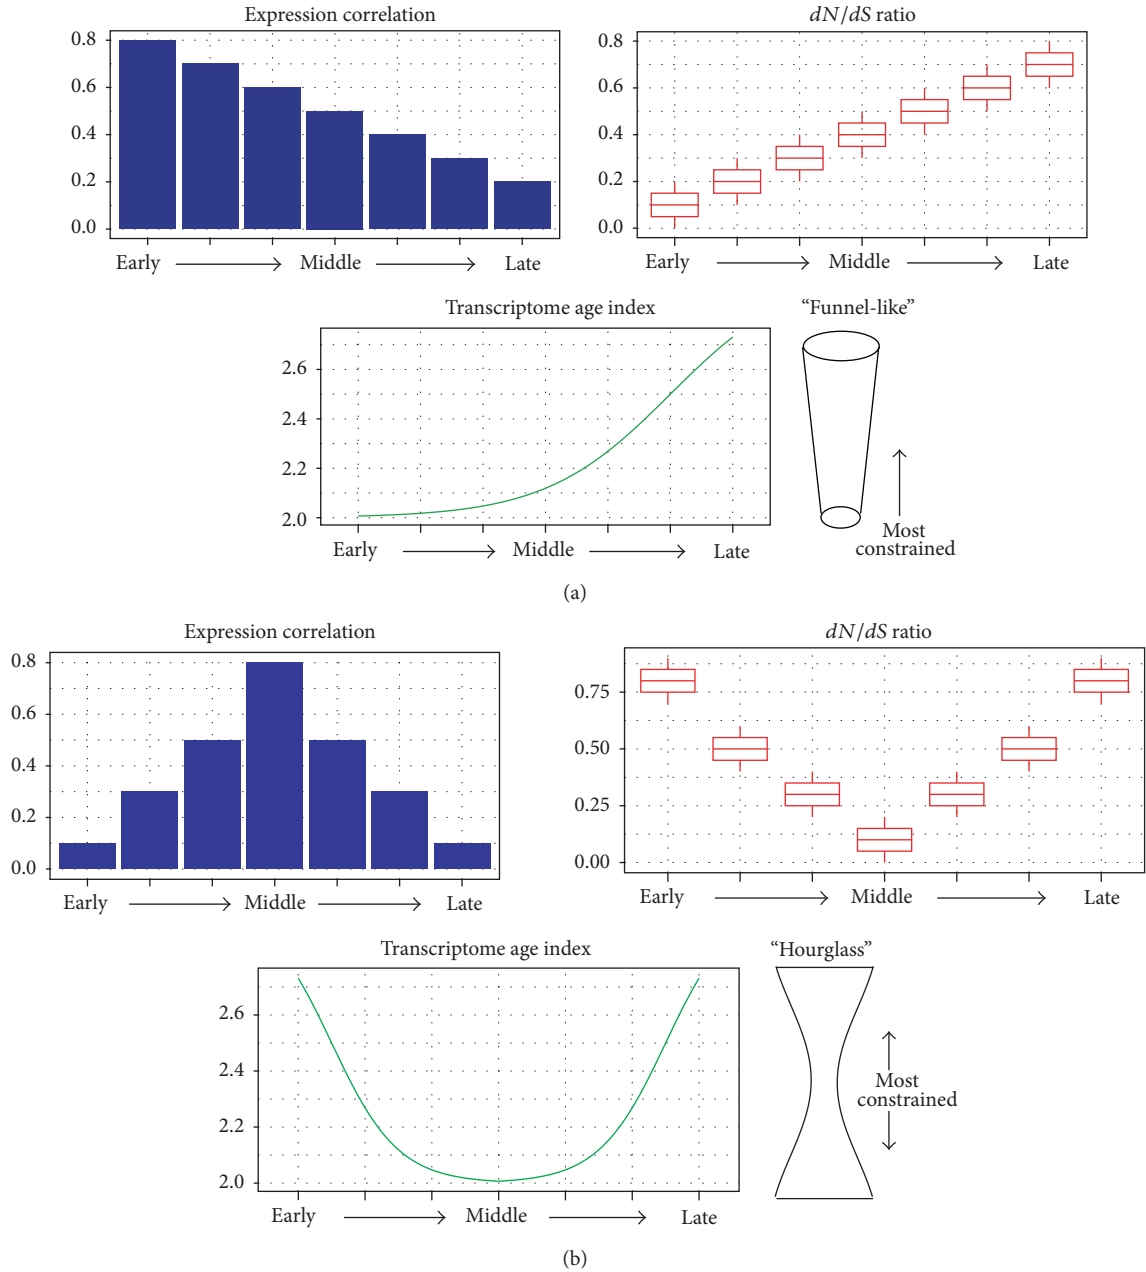 Expression correlation
0.8
0.6
0.4
0.2
0.0
Early
Middle
Late
dN/dS ratio
0.8
0.6
0.4
0.2
0.0
Early
Middle
Late
Transcriptome age index
2.6
2.4
2.2
2.0
Early
Middle
Late
“Funnel-like”
Most
constrained
(a)
Expression correlation
0.8
0.6
0.4
0.2
0.0
Early
Middle
Late
dN/dS ratio
0.75
0.50
0.25
0.00
Early
Middle
Late
Transcriptome age index
2.6
2.4
2.2
2.0
Early
Middle
Late
“Hourglass”
Most
constrained
(b)